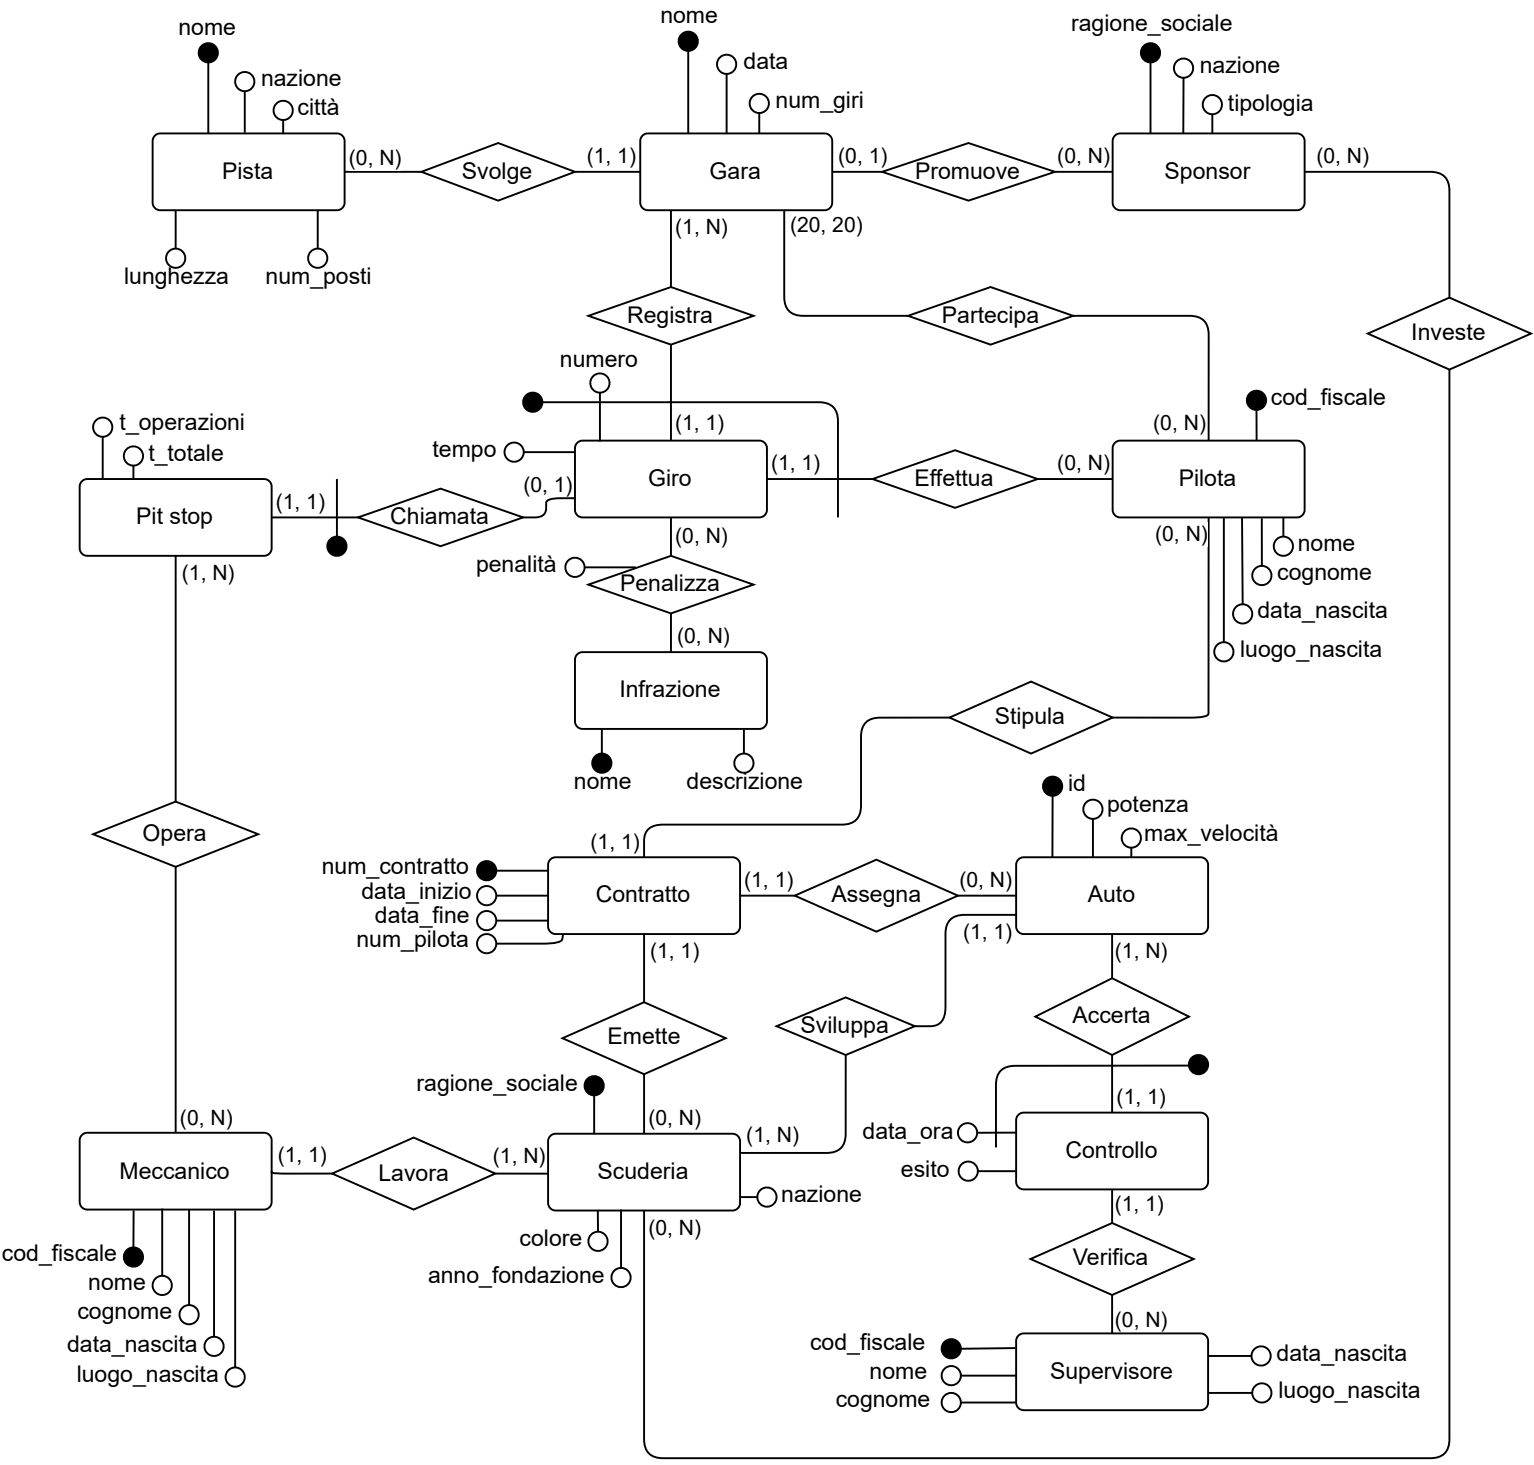 nome
nazione
città
Pista
lunghezza
num_posti
(0, N)
Svolge
(1, 1)
nome
data
num_giri
Gara
(0, 1)
Promuove
(0, N)
ragione_sociale
nazione
tipologia
Sponsor
(0, N)
(1, N)
(20, 20)
Registra
Partecipa
Investe
numero
tempo
(1, 1)
Giro
(1, 1)
Effettua
(0, N)
(0, N)
cod_fiscale
Pilota
(0, N)
nome
cognome
data_nascita
luogo_nascita
t_operazioni
t_totale
Pit stop
(1, 1)
Chiamata
(0, 1)
(1, N)
(0, N)
penalità
Penalizza
(0, N)
Infrazione
nome
descrizione
Stipula
Opera
id
potenza
max_velocità
(1, 1)
num_contratto
data_inizio
data_fine
num_pilota
Contratto
(1, 1)
Assegna
(0, N)
Auto
(1, 1)
(1, 1)
(1, N)
Sviluppa
Accerta
Emette
ragione_sociale
(0, N)
(1, N)
(1, 1)
data_ora
esito
Controllo
(0, N)
Meccanico
(1, 1)
Lavora
(1, N)
Scuderia
nazione
colore
anno_fondazione
(0, N)
(1, 1)
Verifica
(0, N)
cod_fiscale
nome
cognome
data_nascita
luogo_nascita
cod_fiscale
nome
cognome
Supervisore
data_nascita
luogo_nascita